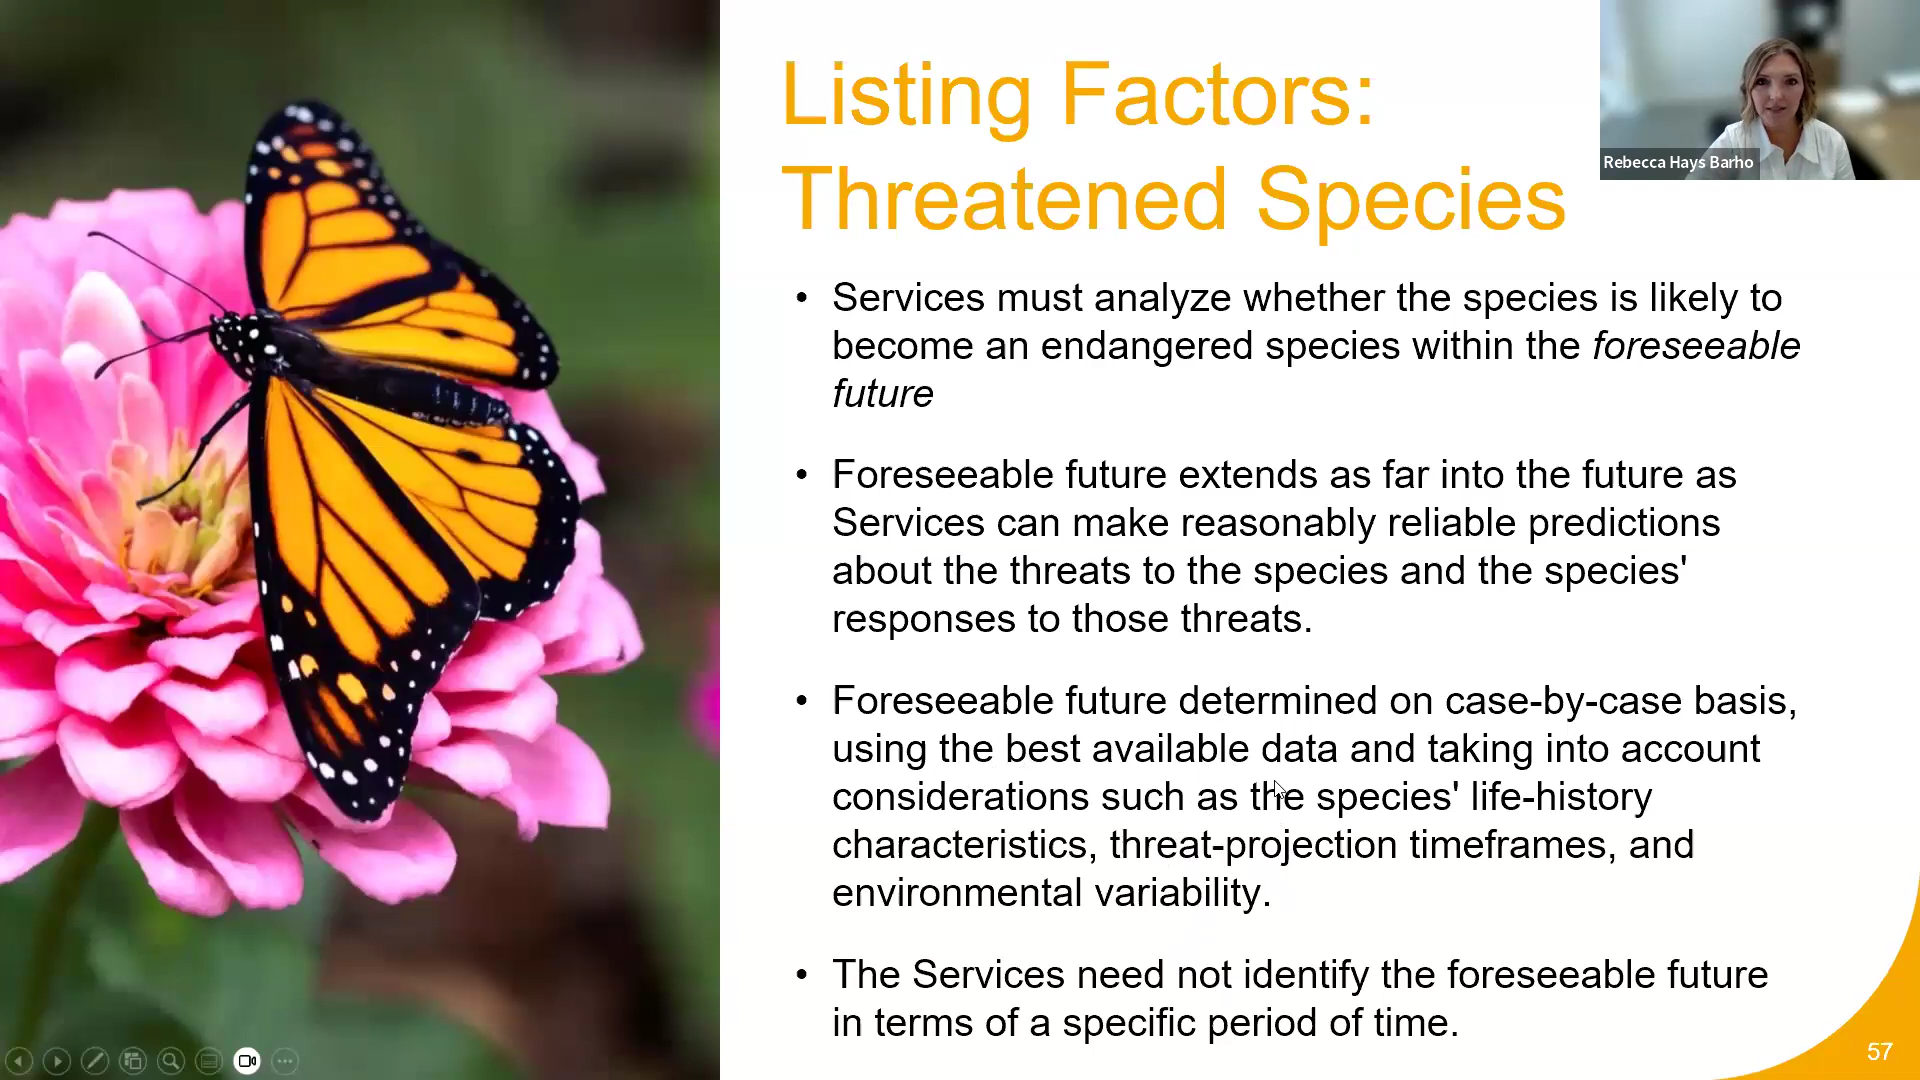 Listing Factors:
Threatened Species
Rebecca Hays Barho
• Services must analyze whether the species is likely to
become an endangered species within the foreseeable
future
• Foreseeable future extends as far into the future as
Services can make reasonably reliable predictions
about the threats to the species and the species'
responses to those threats.
• Foreseeable future determined on case-by-case basis,
using the best available data and taking into account
considerations such as the species' life-history
characteristics, threat-projection timeframes, and
environmental variability.
• The Services need not identify the foreseeable future
in terms of a specific period of time.
57